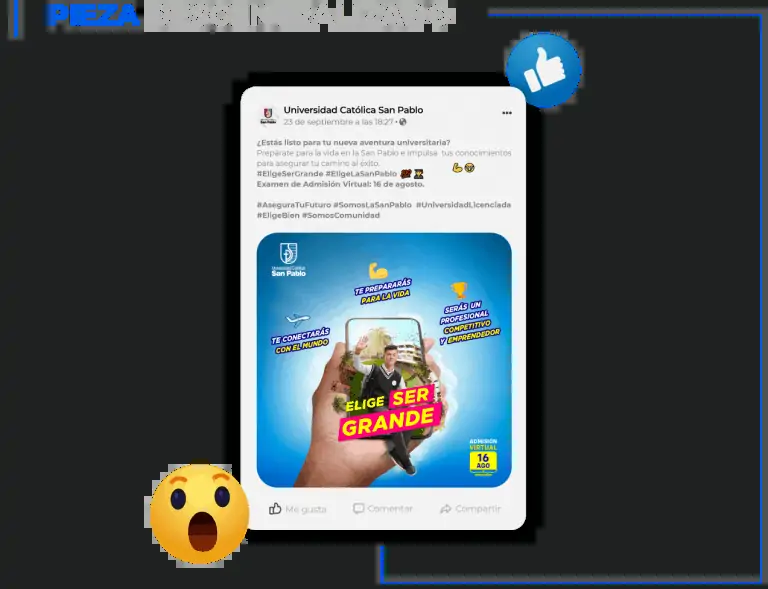 PIEZA
Universidad Católica San Pablo
23 de septiembre a las 18:27 •
¿Estás listo para tu nueva aventura universitaria?
Prepárate para la vida en la San Pablo e impulsa tus conocimientos
para asegurar tu camino al éxito.
#EligeSerGrande #EligeLaSanPablo
Examen de Admisión Virtual: 16 de agosto.
#AseguraTuFuturo #SomosLaSanPablo #UniversidadLicenciada
#EligeBien #SomosComunidad
Universidad Católica
San Pablo
TE PREPARARÁS
PARA LA VIDA
SERÁS UN
PROFESIONAL
COMPETITIVO
Y EMPRENDEDOR
TE CONECTARÁS
CON EL MUNDO
ELIGE SER
GRANDE
ADMISIÓN
VIRTUAL
16
AGO
Me gusta
Comentar
Compartir